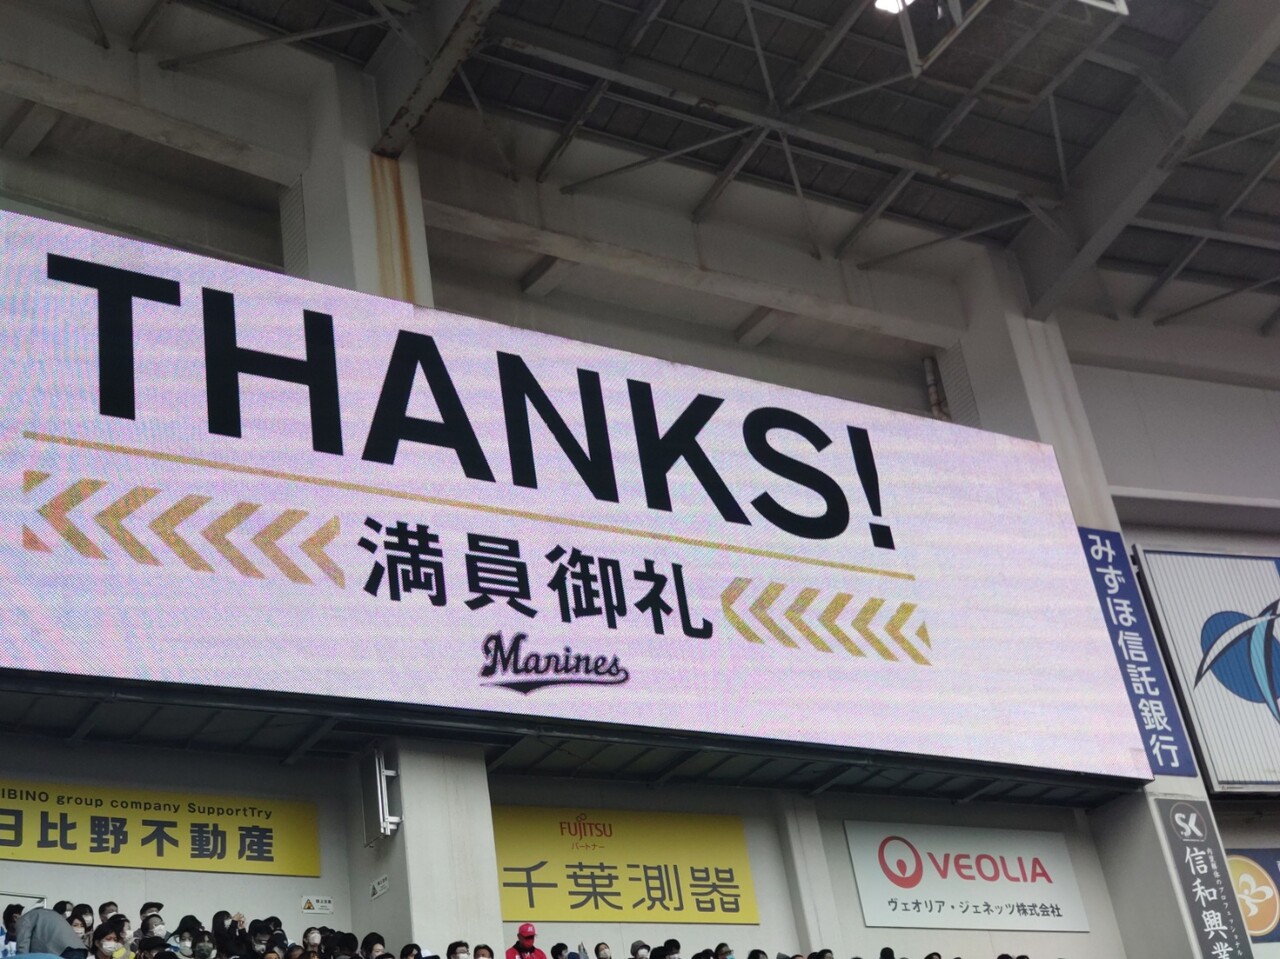 THANKS!
満員御礼
Marines
みずほ信託銀行
IBINO group company SupportTry
日比野不動産
FUJITSU
パートナー
千葉測器
VEOLIA
ヴェオリア・ジェネッツ株式会社
SK
信和興業